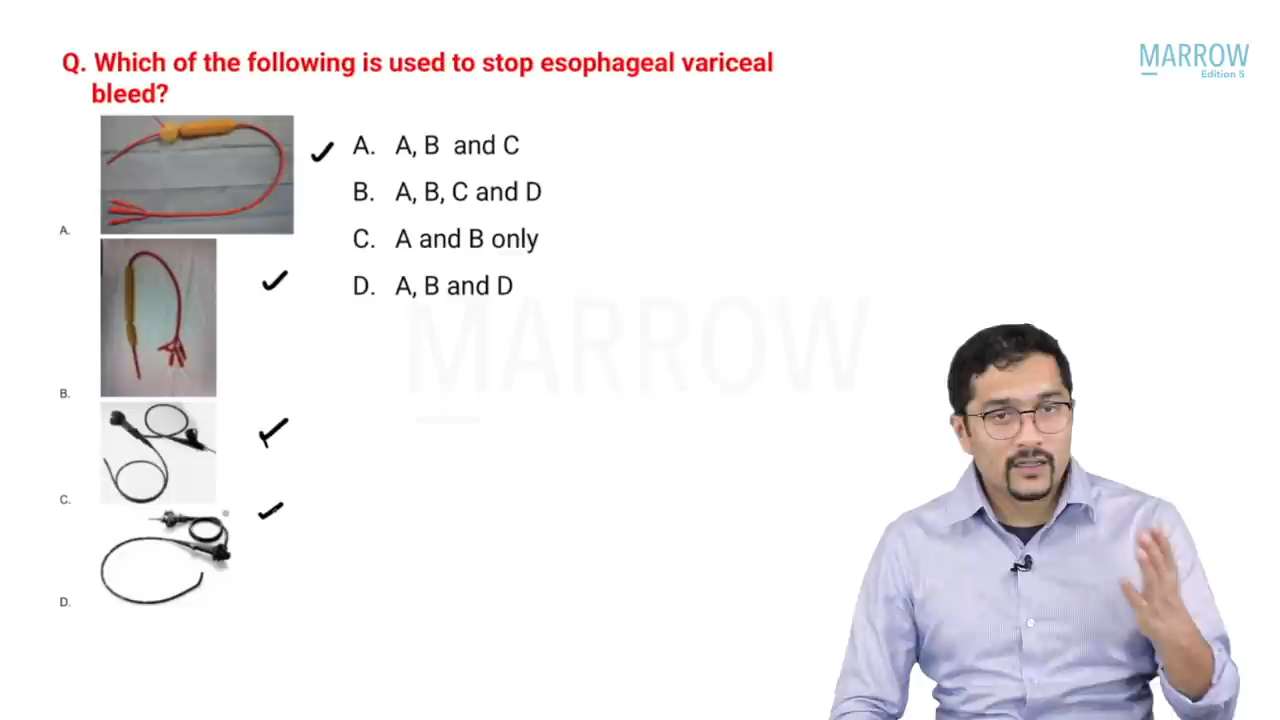 Q. Which of the following is used to stop esophageal variceal
bleed?
MARROW
Edition 5
A. A, B and C
B. A, B, C and D
C. A and B only
D. A, B and D
A.
B.
C.
D.
MARROW